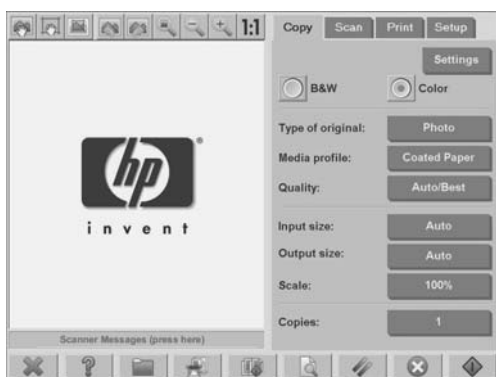 1:1
Copy Scan Print Setup
Settings
B&W Color
Type of original: Photo
Media profile: Coated Paper
Quality: Auto/Best
hp
®
invent
Input size: Auto
Output size: Auto
Scale: 100%
Copies: 1
Scanner Messages (press here)
?